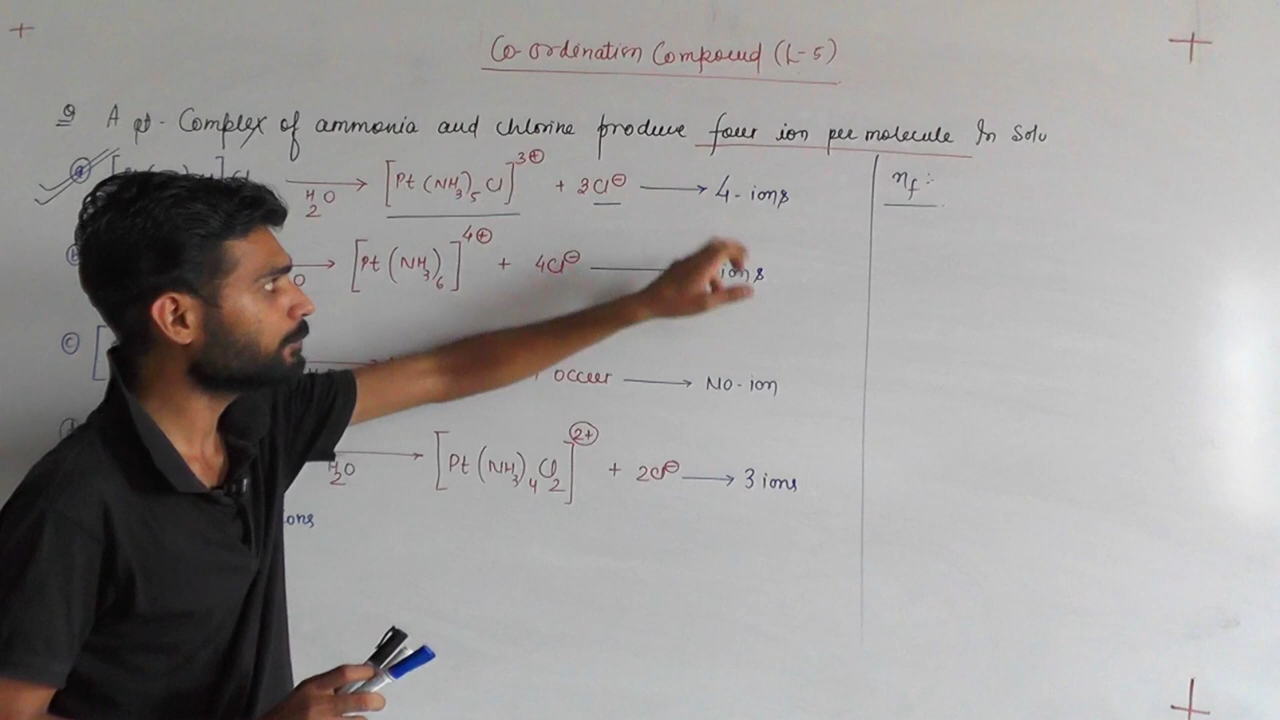 Co-ordination Compound (L-5)
Q A pt- Complex of ammonia and chlorine produce four ion per molecule In Solu
ⓐ H2O → [Pt(NH3)5Cl]3⊕ + 3Cl⊖ → 4-ions
O → [Pt(NH3)6]4⊕ + 4Cl⊖ ions
ⓒ [ occur → NO-ion
H2O → [Pt(NH3)4Cl2]2+ + 2Cl⊖ → 3 ions
ons
nf:-